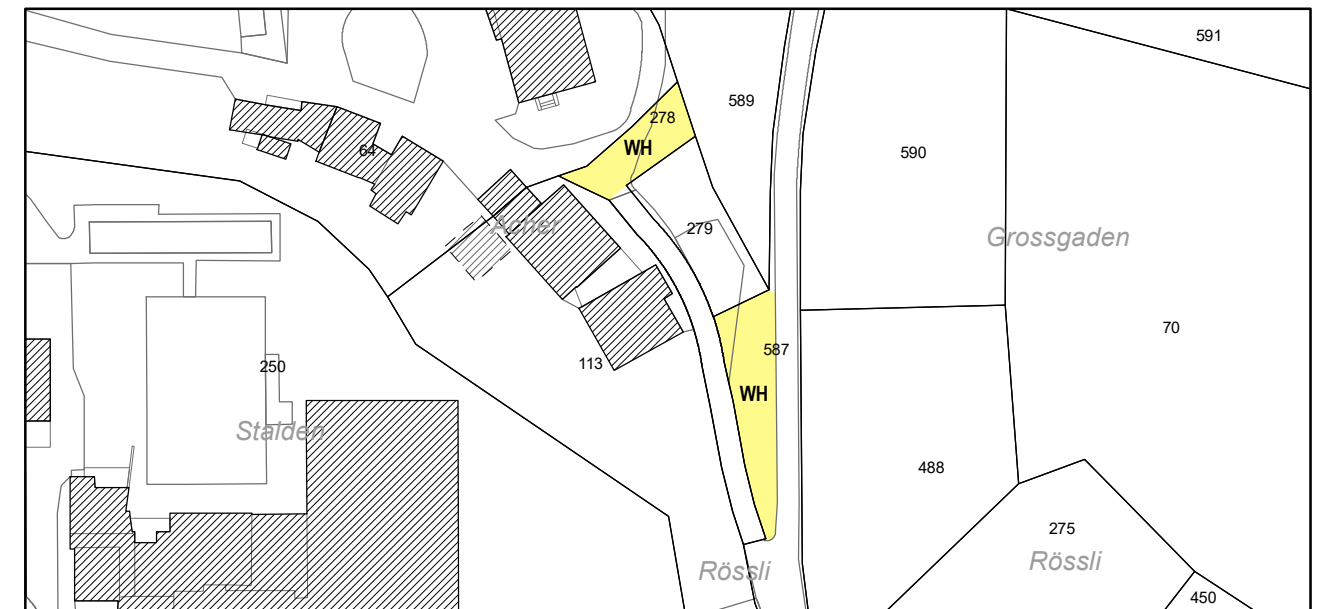 591
589
278
WH
64
590
279
Acher
Grossgaden
70
587
113
250
WH
Stalden
488
275
Rössli
Rössli
450